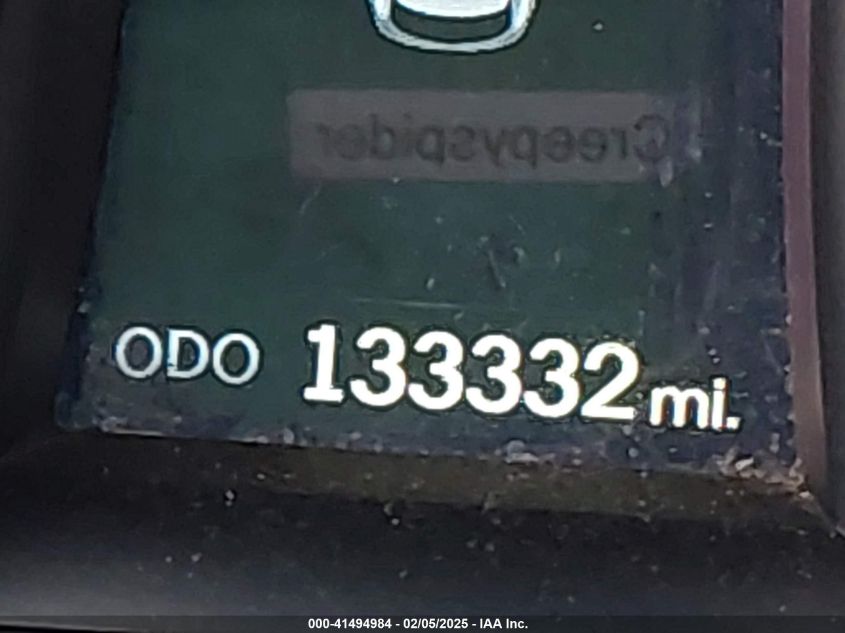 Creepyspider
ODO 133332 mi.
000-41494984 - 02/05/2025 - IAA Inc.